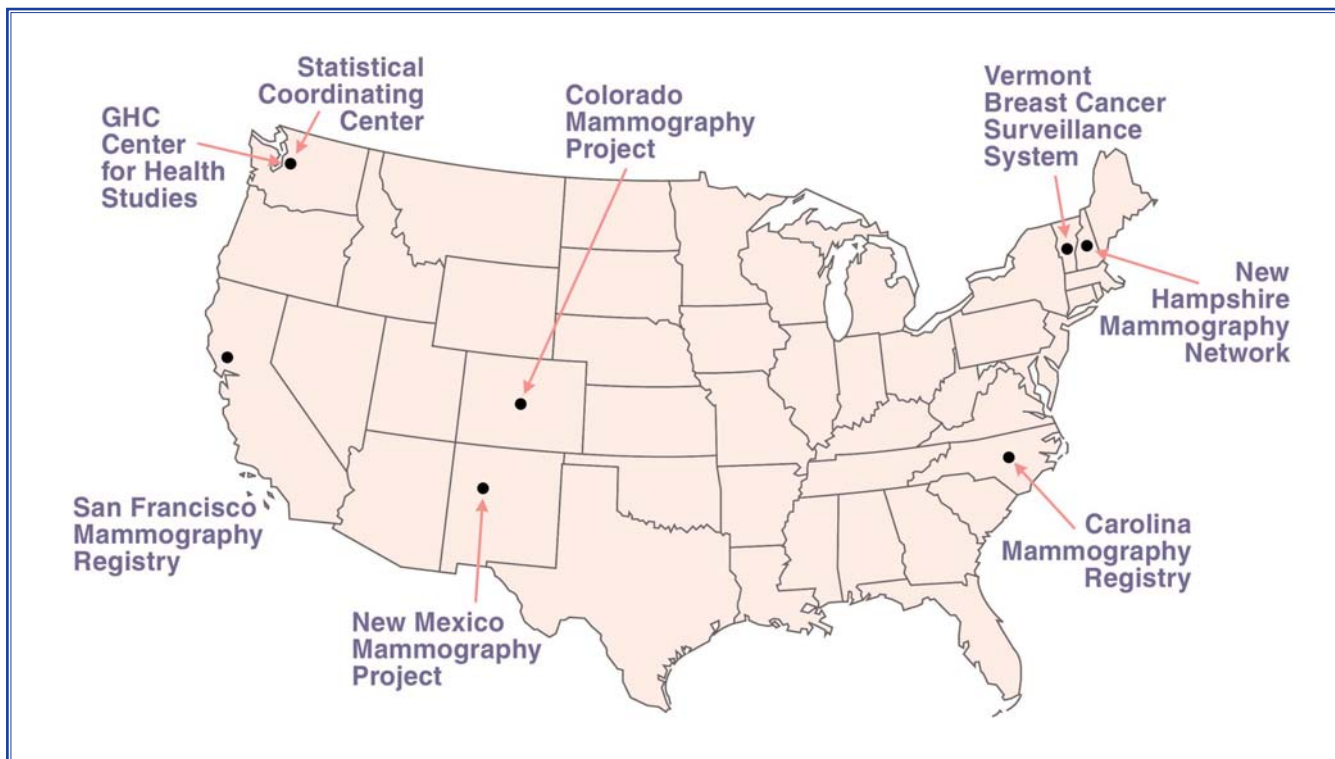 Statistical
Coordinating
Center
GHC
Center
for Health
Studies
Colorado
Mammography
Project
Vermont
Breast Cancer
Surveillance
System
New
Hampshire
Mammography
Network
San Francisco
Mammography
Registry
New Mexico
Mammography
Project
Carolina
Mammography
Registry